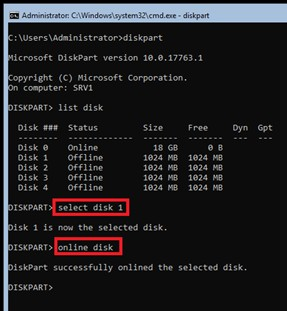 Administrator: C:\Windows\system32\cmd.exe - diskpart
C:\Users\Administrator>diskpart
Microsoft DiskPart version 10.0.17763.1
Copyright (C) Microsoft Corporation.
On computer: SRV1
DISKPART> list disk
Disk ###  Status         Size     Free     Dyn  Gpt
--------  -------------  -------  -------  ---  ---
Disk 0    Online           18 GB      0 B
Disk 1    Offline        1024 MB  1024 MB
Disk 2    Offline        1024 MB  1024 MB
Disk 3    Offline        1024 MB  1024 MB
Disk 4    Offline        1024 MB  1024 MB
DISKPART> select disk 1
Disk 1 is now the selected disk.
DISKPART> online disk
DiskPart successfully onlined the selected disk.
DISKPART>